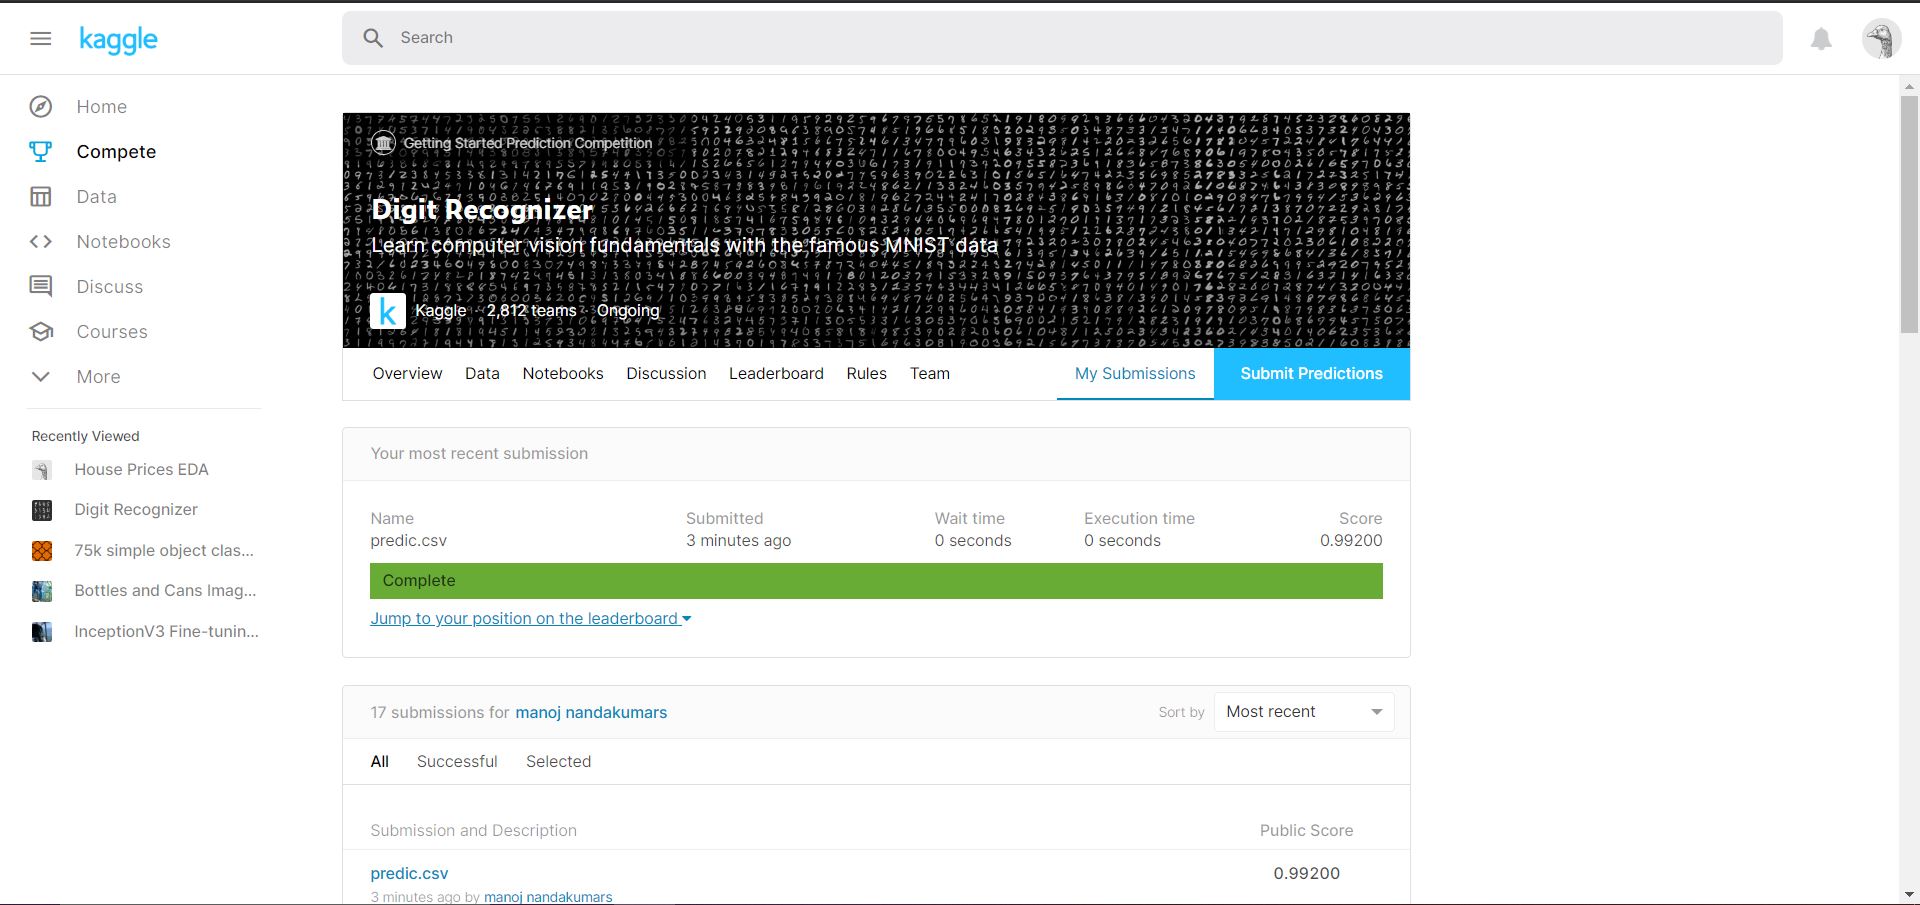 kaggle
Search
Home
Compete
Data
Notebooks
Discuss
Courses
More
Recently Viewed
House Prices EDA
Digit Recognizer
75k simple object clas...
Bottles and Cans Imag...
InceptionV3 Fine-tunin...
Getting Started Prediction Competition
Digit Recognizer
Learn computer vision fundamentals with the famous MNIST data
k Kaggle · 2,812 teams · Ongoing
Overview Data Notebooks Discussion Leaderboard Rules Team My Submissions Submit Predictions
Your most recent submission
Name Submitted Wait time Execution time Score
predic.csv 3 minutes ago 0 seconds 0 seconds 0.99200
Complete
Jump to your position on the leaderboard
17 submissions for manoj nandakumars Sort by Most recent
All Successful Selected
Submission and Description Public Score
predic.csv 0.99200
3 minutes ago by manoj nandakumars